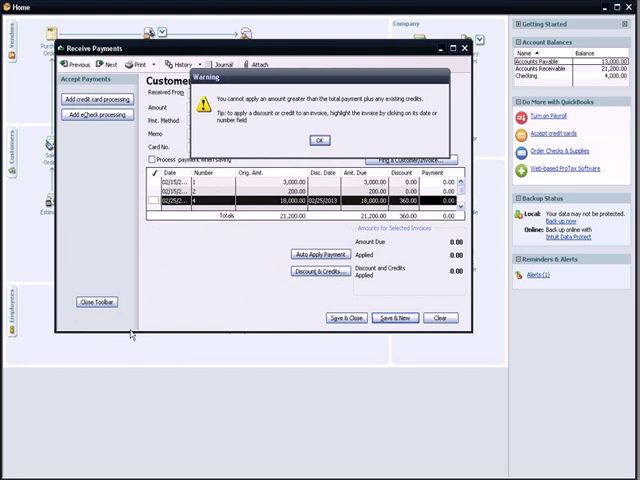 Home
Vendors
Purch
Order
Company
Getting Started
Account Balances
Name Balance
Accounts Payable 13,000.00
Accounts Receivable 21,200.00
Checking 4,000.00
Do More with QuickBooks
Turn on Payroll
Accept credit cards
Order Checks & Supplies
Web-based ProTax Software
Backup Status
Local: Your data may not be protected.
Back up now
Online: Back up online with
Intuit Data Protect
Reminders & Alerts
Alerts (1)
Customers
Sale
Orde
Estima
Employees
Receive Payments
Previous Next Print History Journal Attach
Accept Payments
Add credit card processing
Add eCheck processing
Close Toolbar
Custome
Received From
Amount
Pmt. Method
Memo
Card No.
Process payment when saving
Find a Customer/Invoice...
Warning
You cannot apply an amount greater than the total payment plus any existing credits.
Tip: to apply a discount or credit to an invoice, highlight the invoice by clicking on its date or
number field
OK
✓ Date Number Orig. Amt. Disc. Date Amt. Due Discount Payment
02/15/2... 1 3,000.00 3,000.00 0.00 0.00
02/15/2... 2 200.00 200.00 0.00 0.00
02/25/2... 4 18,000.00 02/25/2013 18,000.00 360.00 0.00
Totals 21,200.00 21,200.00 360.00 0.00
Amounts for Selected Invoices
Amount Due 0.00
Applied 0.00
Discount and Credits
Applied 0.00
Auto Apply Payment
Discount & Credits...
Save & Close
Save & New
Clear